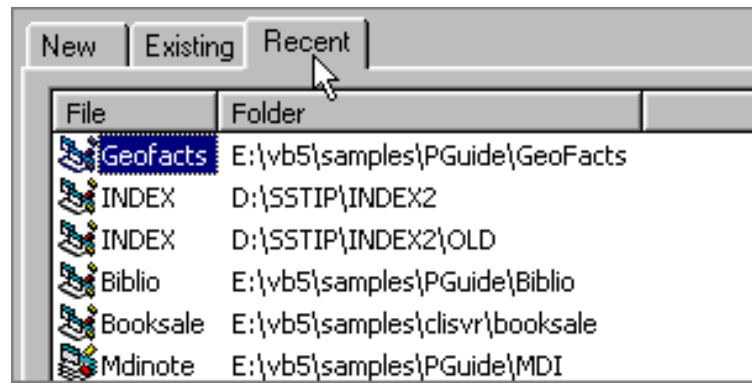 New Existing Recent
File Folder
Geofacts E:\vb5\samples\PGuide\GeoFacts
INDEX D:\SSTIP\INDEX2
INDEX D:\SSTIP\INDEX2\OLD
Biblio E:\vb5\samples\PGuide\Biblio
Booksale E:\vb5\samples\clisvr\booksale
Mdinote E:\vb5\samples\PGuide\MDI